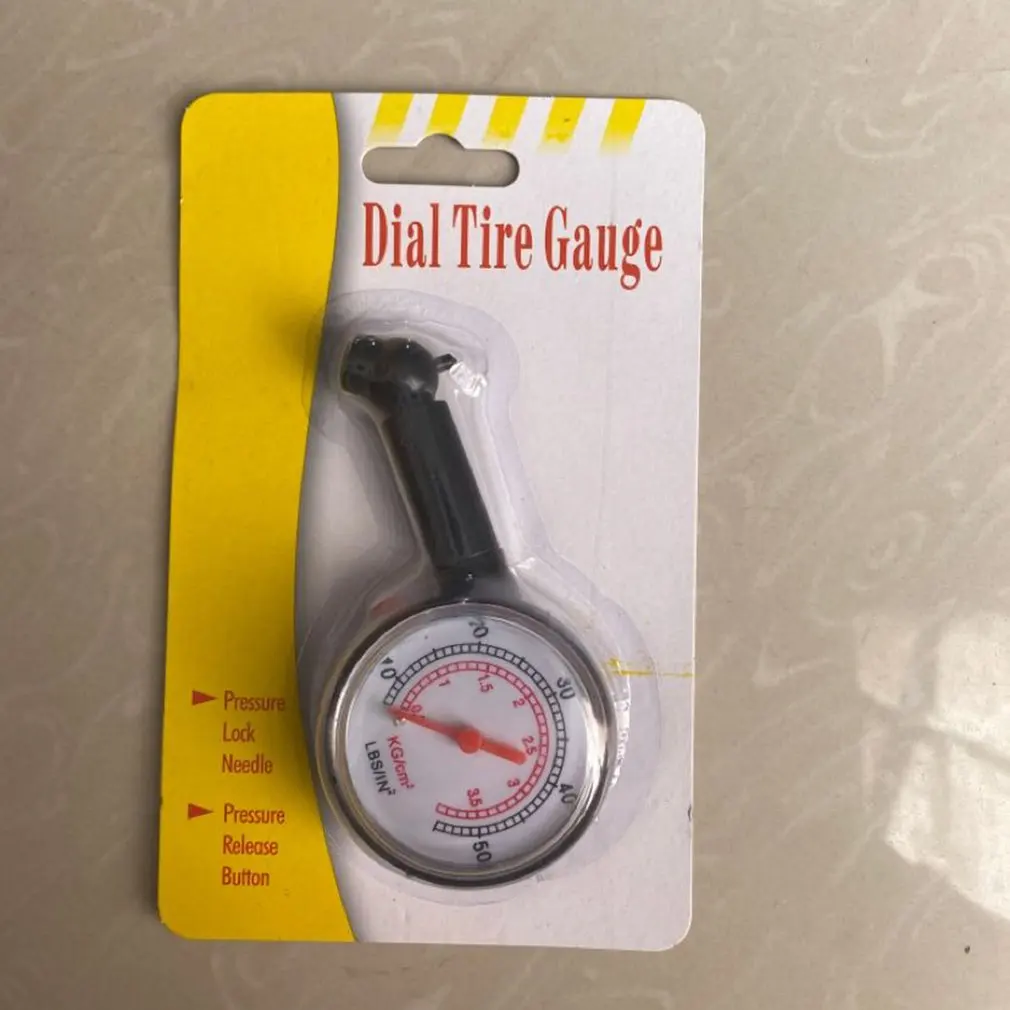 Dial Tire Gauge
Pressure
Lock
Needle
Pressure
Release
Button
10
20
30
40
50
1
1.5
2
2.5
3
3.5
KG/cm²
LBS/IN²